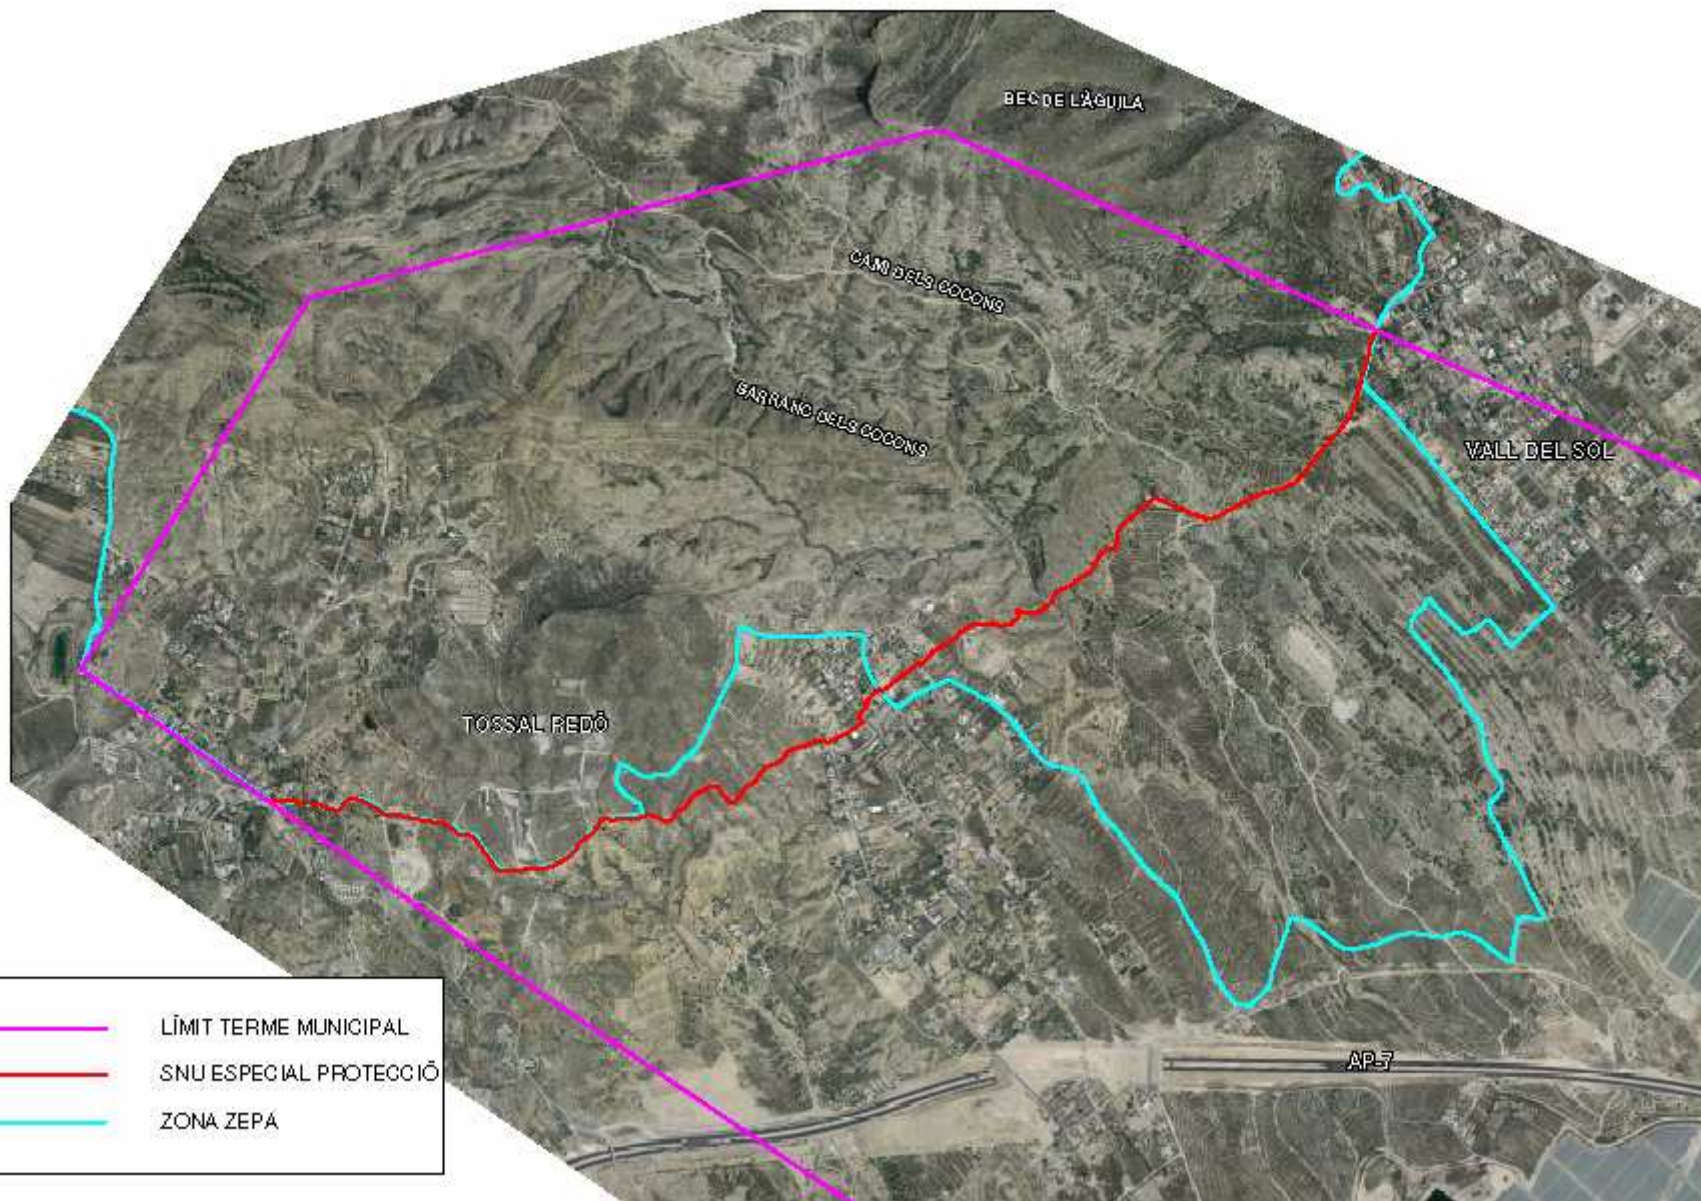 BEC DE L'ÀGUILA
CAMÍ DELS COCONS
BARRANC DELS COCONS
VALL DEL SOL
TOSSAL REDÓ
AP-7
LÍMIT TERME MUNICIPAL
SNU ESPECIAL PROTECCIÓ
ZONA ZEPA